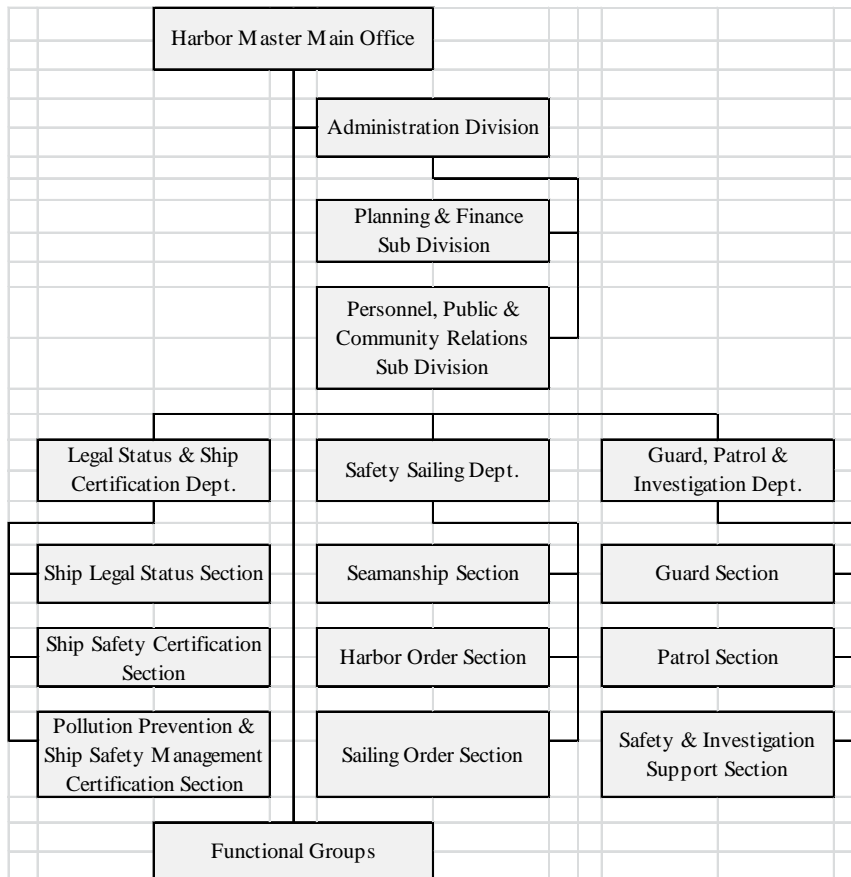 Harbor Master Main Office
Administration Division
Planning & Finance
Sub Division
Personnel, Public &
Community Relations
Sub Division
Legal Status & Ship
Certification Dept.
Safety Sailing Dept.
Guard, Patrol &
Investigation Dept.
Ship Legal Status Section
Seamanship Section
Guard Section
Ship Safety Certification
Section
Harbor Order Section
Patrol Section
Pollution Prevention &
Ship Safety Management
Certification Section
Sailing Order Section
Safety & Investigation
Support Section
Functional Groups